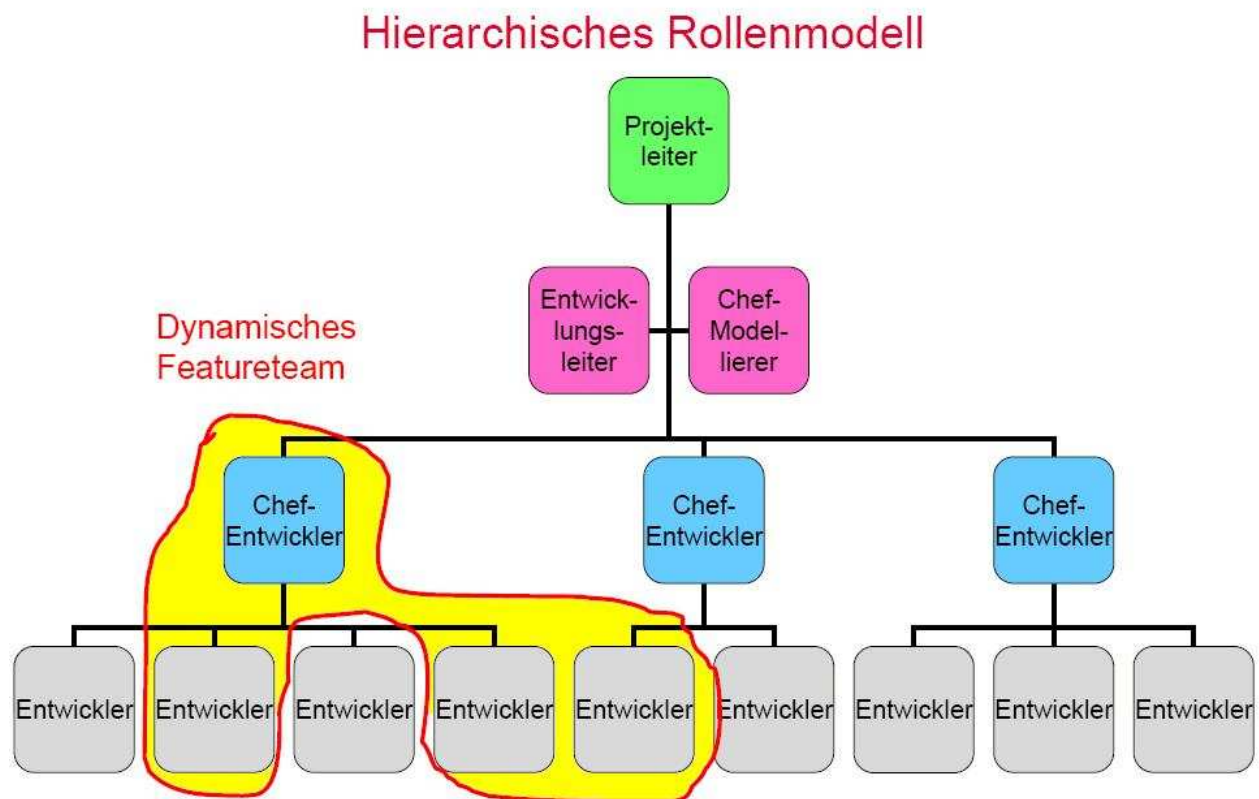 Hierarchisches Rollenmodell
Projekt-
leiter
Entwick-
lungs-
leiter
Chef-
Model-
lierer
Dynamisches
Featureteam
Chef-
Entwickler
Chef-
Entwickler
Chef-
Entwickler
Entwickler
Entwickler
Entwickler
Entwickler
Entwickler
Entwickler
Entwickler
Entwickler
Entwickler